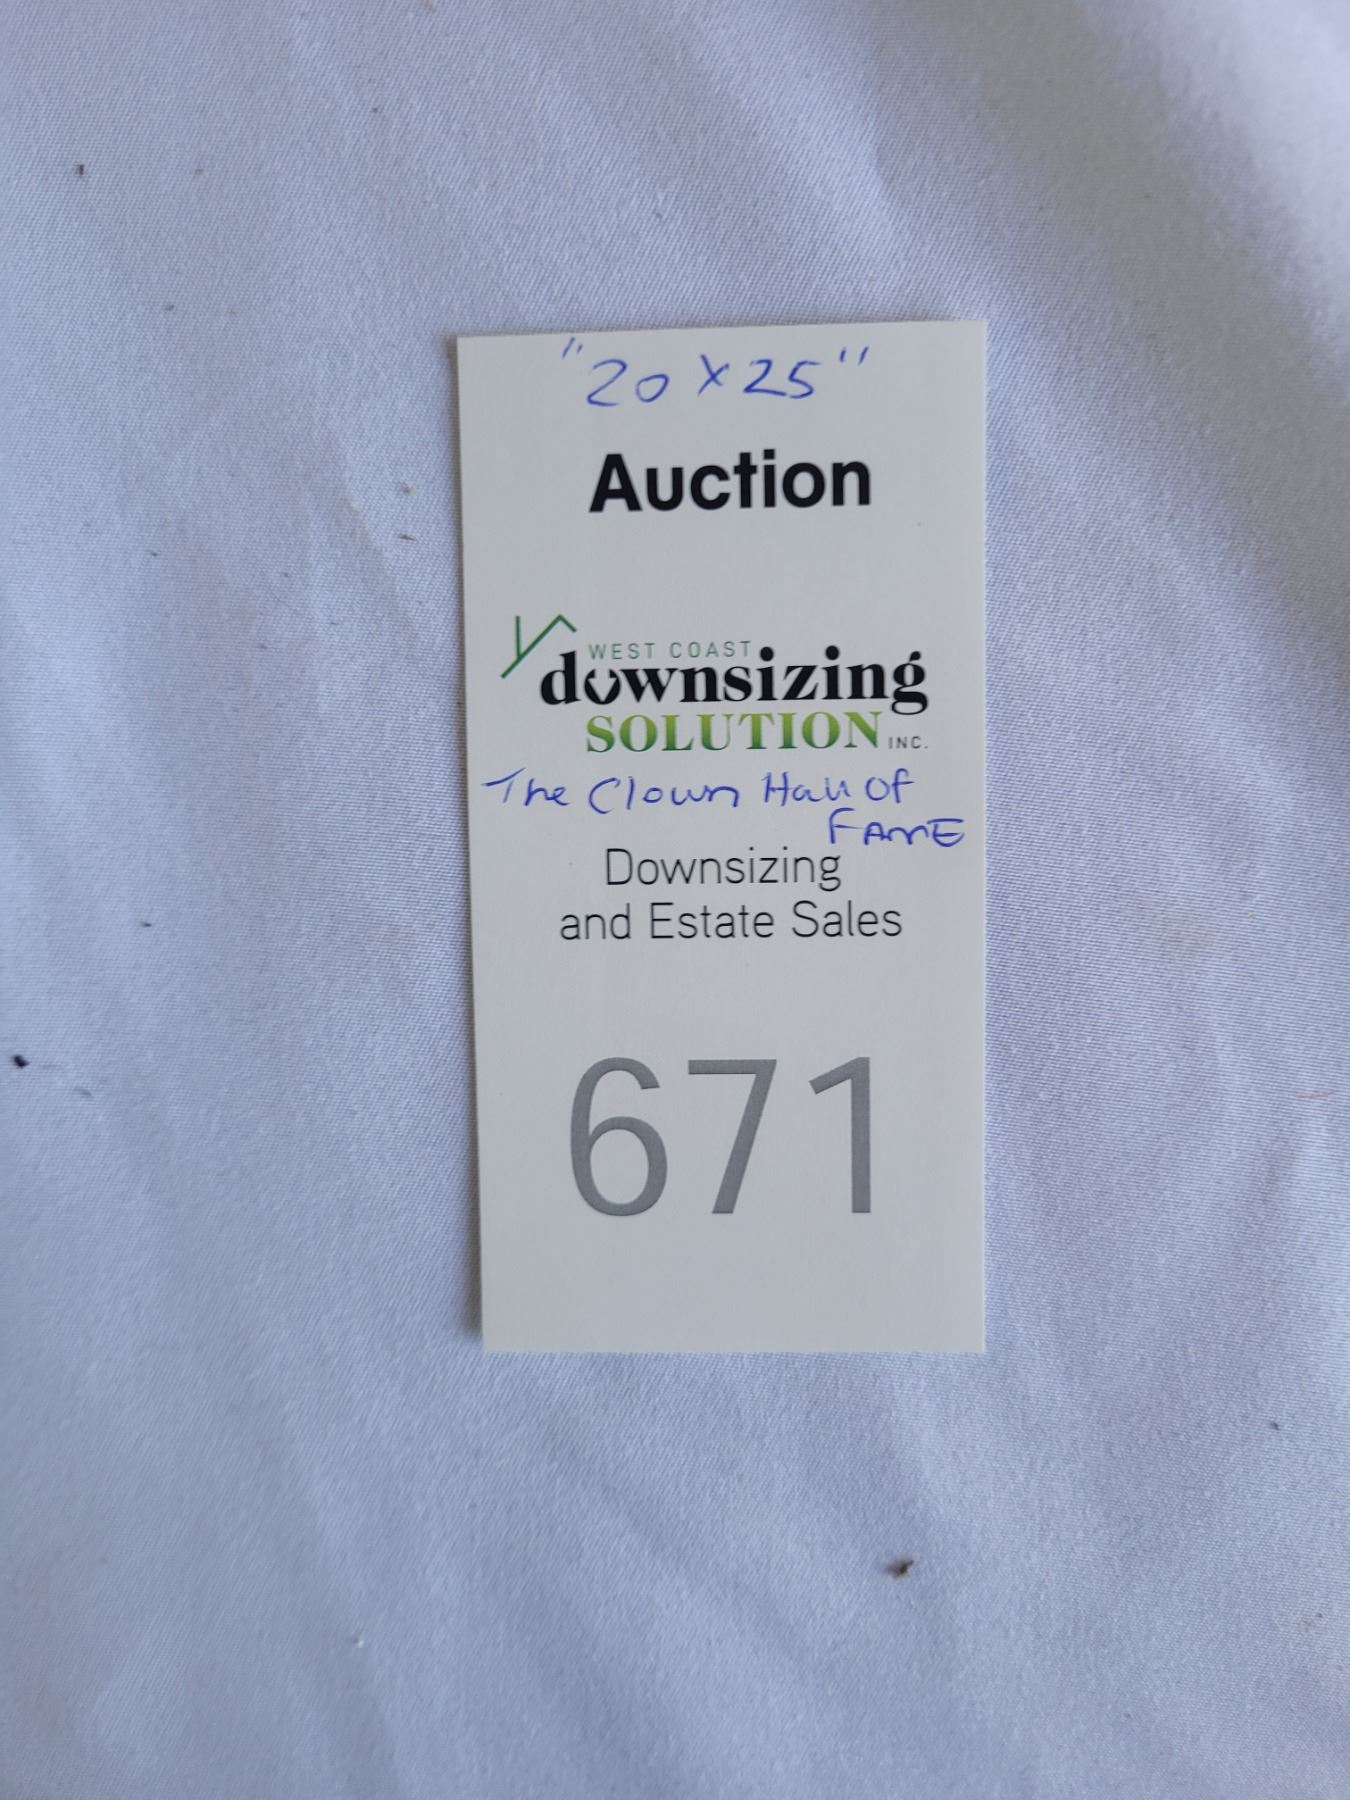 "20 x 25"
Auction
WEST COAST
downsizing
SOLUTION INC.
The Clown Hall Of
FAME
Downsizing
and Estate Sales
671